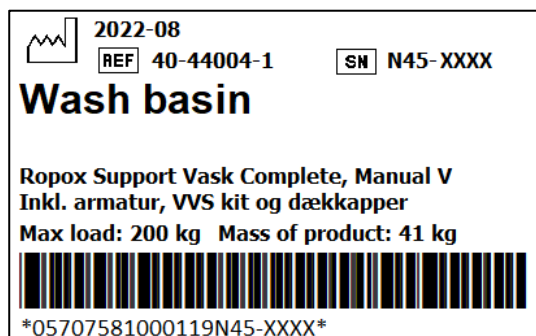 2022-08
REF 40-44004-1 SN N45-XXXX
Wash basin
Ropox Support Vask Complete, Manual V
Inkl. armatur, VVS kit og dækkapper
Max load: 200 kg Mass of product: 41 kg
*05707581000119N45-XXXX*